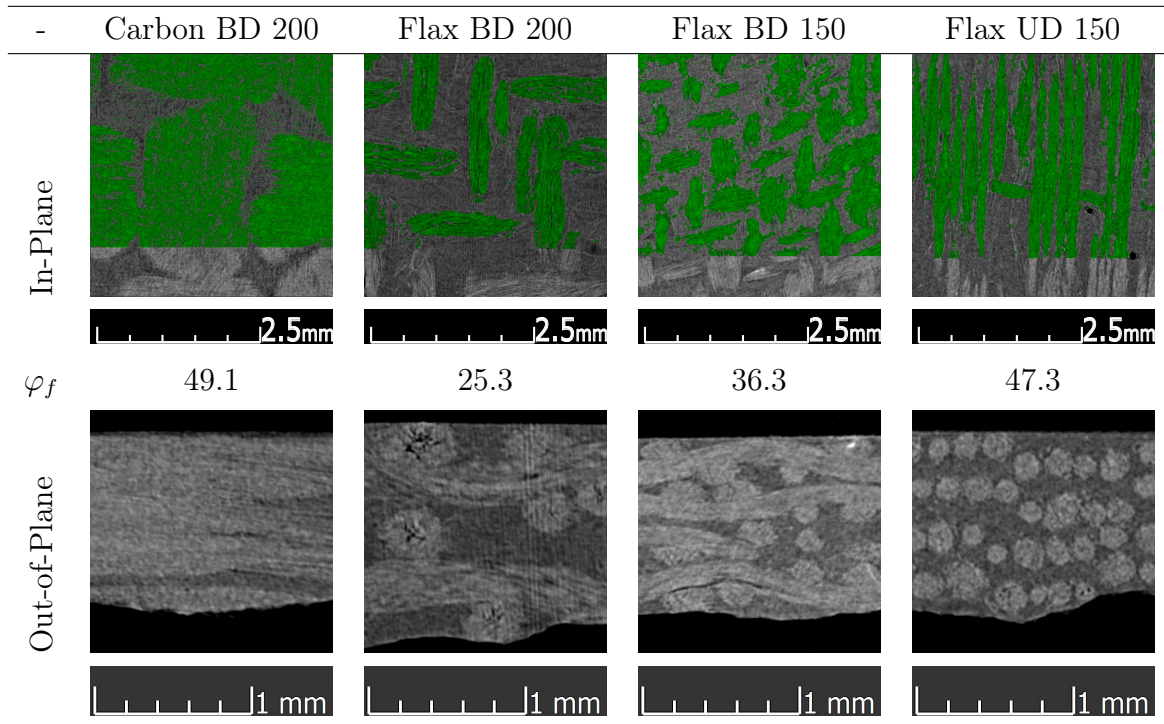 - Carbon BD 200 Flax BD 200 Flax BD 150 Flax UD 150
In-Plane
2.5mm 2.5mm 2.5mm 2.5mm
φf 49.1 25.3 36.3 47.3
Out-of-Plane
1 mm 1 mm 1 mm 1 mm